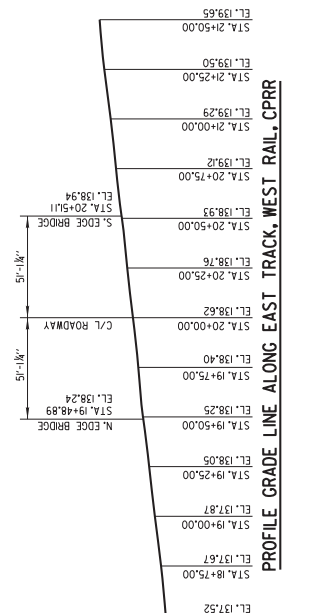 EL. 139.65
STA. 21+50.00
EL. 139.50
STA. 21+25.00
EL. 139.29
STA. 21+00.00
EL. 139.12
STA. 20+75.00
EL. 138.94
STA. 20+51.11
S. EDGE BRIDGE
EL. 138.93
STA. 20+50.00
EL. 138.76
STA. 20+25.00
51'-1¼"
C/L ROADWAY
EL. 138.62
STA. 20+00.00
51'-1¼"
EL. 138.40
STA. 19+75.00
EL. 138.24
STA. 19+48.89
N. EDGE BRIDGE
EL. 138.25
STA. 19+50.00
EL. 138.05
STA. 19+25.00
EL. 137.87
STA. 19+00.00
EL. 137.67
STA. 18+75.00
EL. 137.52
PROFILE GRADE LINE ALONG EAST TRACK, WEST RAIL, CPRR